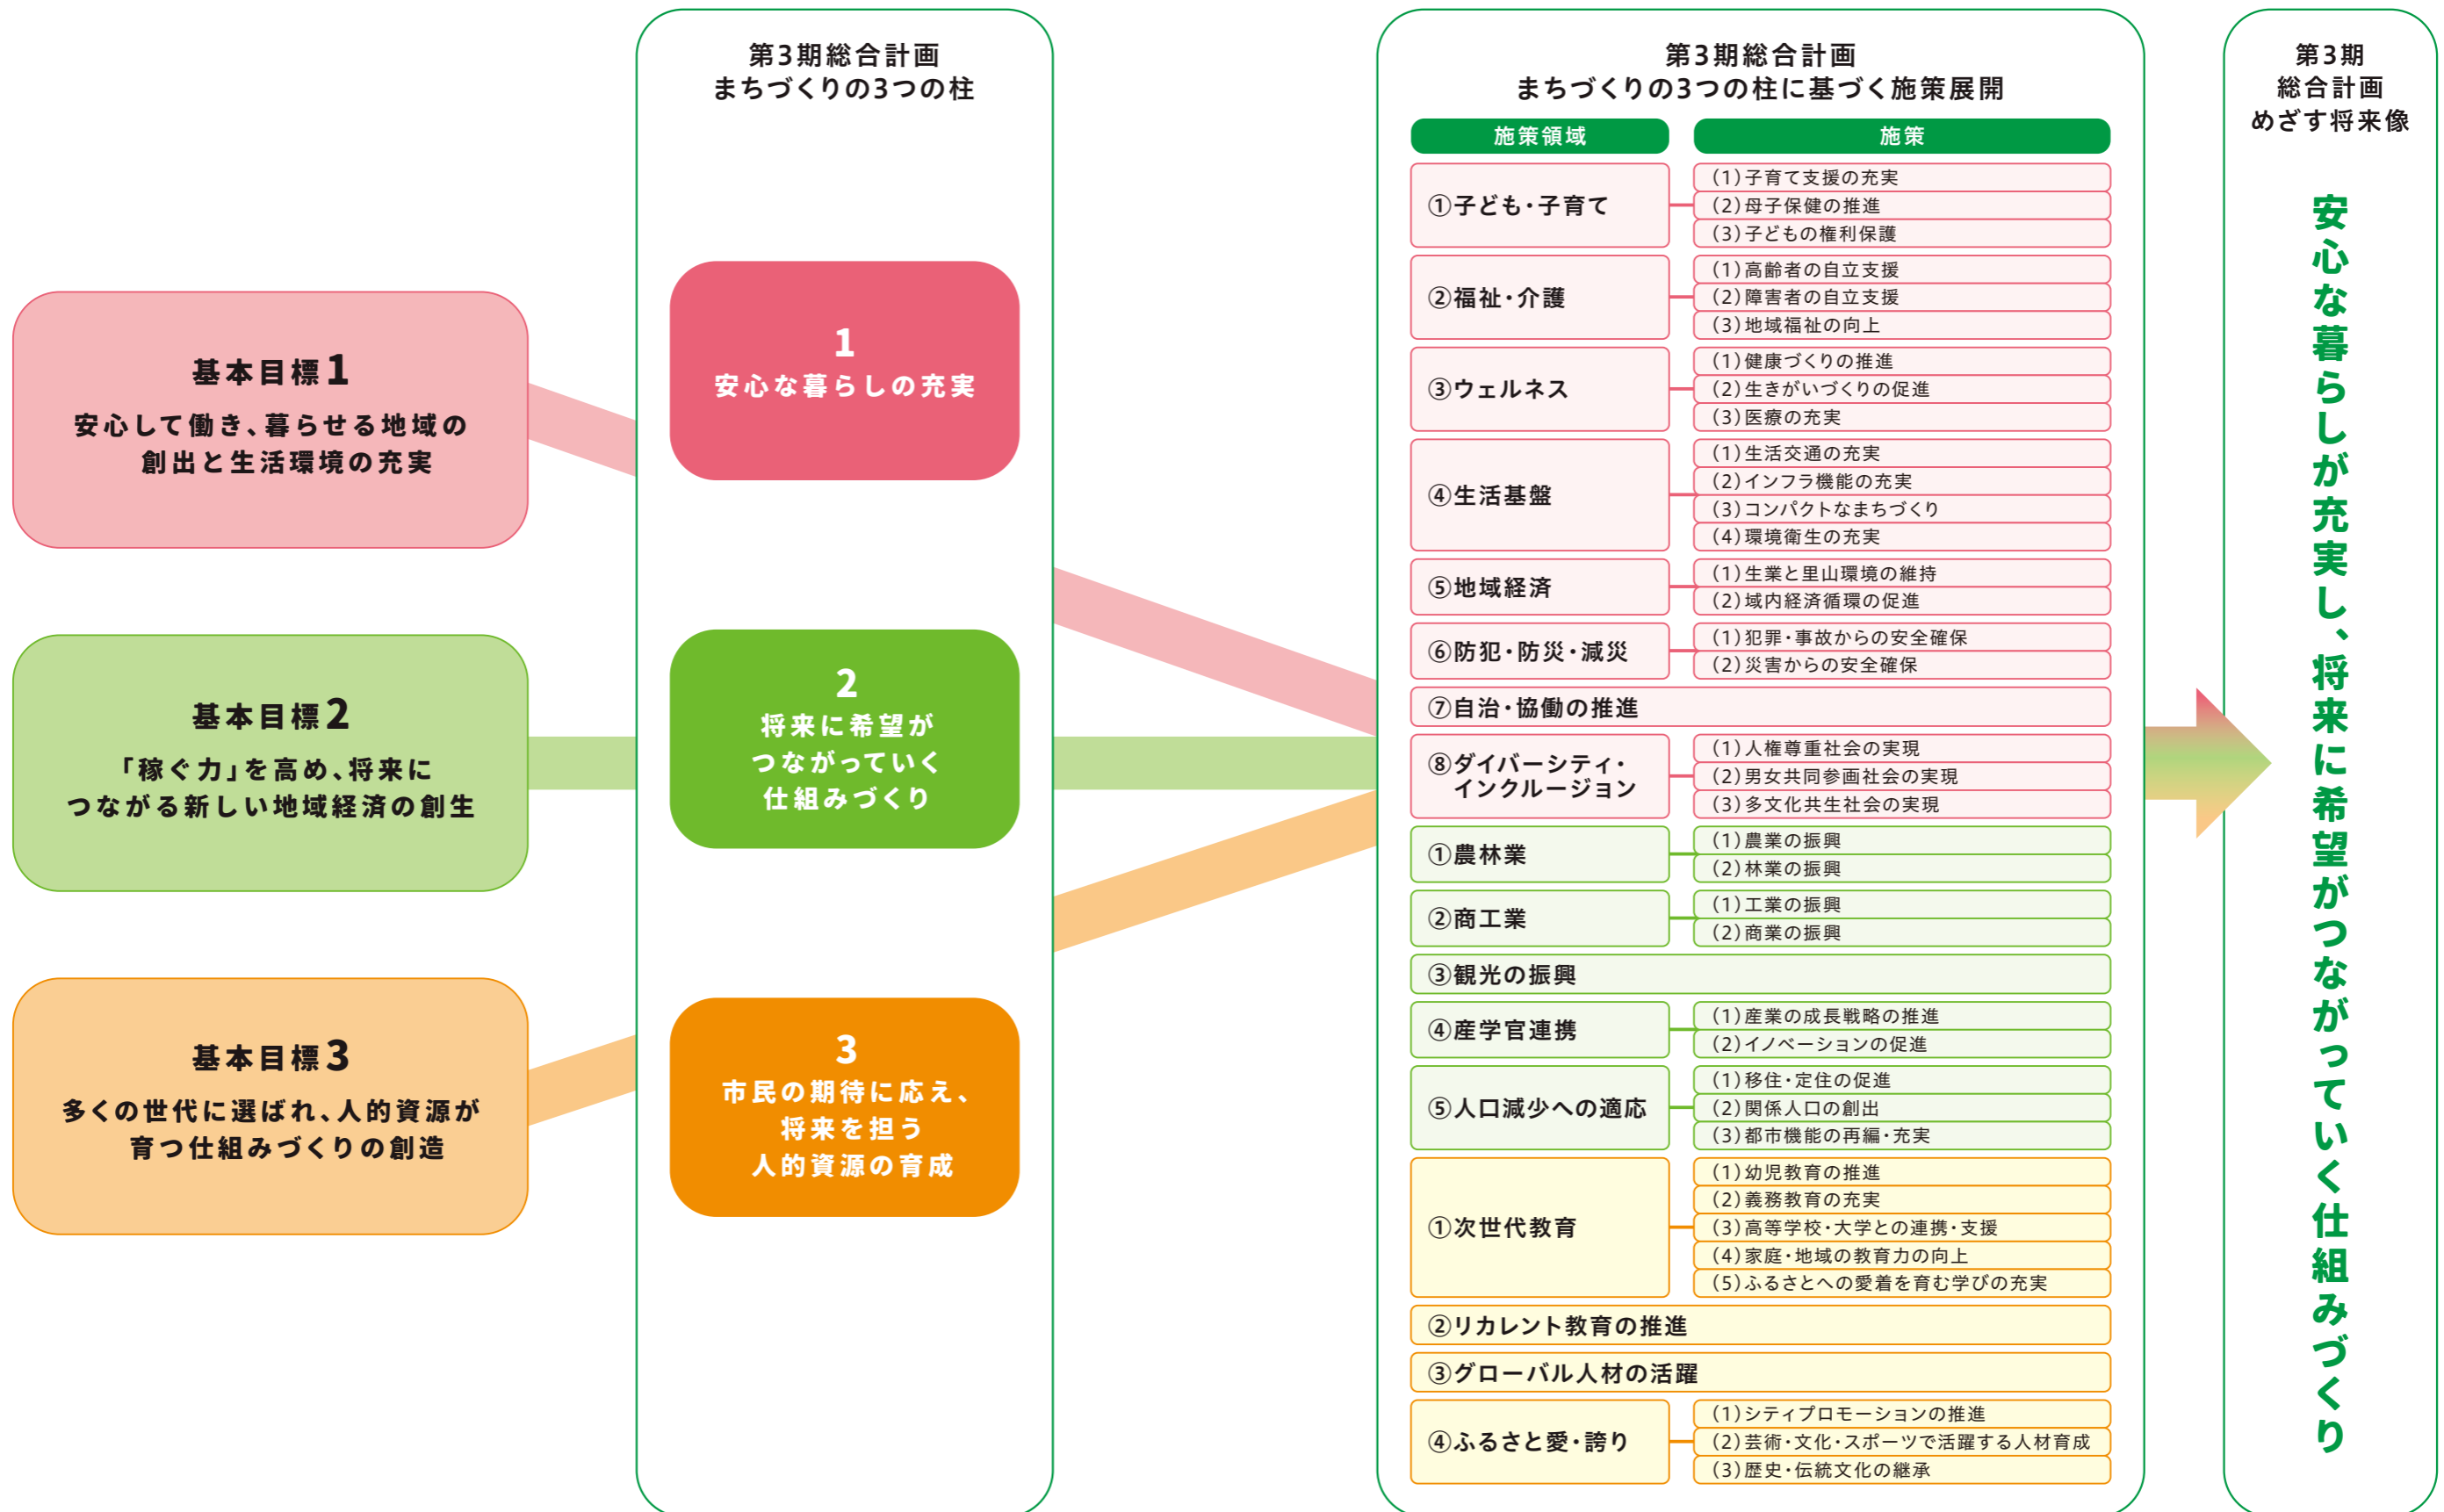 基本目標1
安心して働き、暮らせる地域の
創出と生活環境の充実
基本目標2
「稼ぐ力」を高め、将来に
つながる新しい地域経済の創生
基本目標3
多くの世代に選ばれ、人的資源が
育つ仕組みづくりの創造
第3期総合計画
まちづくりの3つの柱
1
安心な暮らしの充実
2
将来に希望が
つながっていく
仕組みづくり
3
市民の期待に応え、
将来を担う
人的資源の育成
第3期総合計画
まちづくりの3つの柱に基づく施策展開
施策領域
施策
①子ども・子育て
(1)子育て支援の充実
(2)母子保健の推進
(3)子どもの権利保護
②福祉・介護
(1)高齢者の自立支援
(2)障害者の自立支援
(3)地域福祉の向上
③ウェルネス
(1)健康づくりの推進
(2)生きがいづくりの促進
(3)医療の充実
④生活基盤
(1)生活交通の充実
(2)インフラ機能の充実
(3)コンパクトなまちづくり
(4)環境衛生の充実
⑤地域経済
(1)生業と里山環境の維持
(2)域内経済循環の促進
⑥防犯・防災・減災
(1)犯罪・事故からの安全確保
(2)災害からの安全確保
⑦自治・協働の推進
⑧ダイバーシティ・
インクルージョン
(1)人権尊重社会の実現
(2)男女共同参画社会の実現
(3)多文化共生社会の実現
①農林業
(1)農業の振興
(2)林業の振興
②商工業
(1)工業の振興
(2)商業の振興
③観光の振興
④産学官連携
(1)産業の成長戦略の推進
(2)イノベーションの促進
⑤人口減少への適応
(1)移住・定住の促進
(2)関係人口の創出
(3)都市機能の再編・充実
①次世代教育
(1)幼児教育の推進
(2)義務教育の充実
(3)高等学校・大学との連携・支援
(4)家庭・地域の教育力の向上
(5)ふるさとへの愛着を育む学びの充実
②リカレント教育の推進
③グローバル人材の活躍
④ふるさと愛・誇り
(1)シティプロモーションの推進
(2)芸術・文化・スポーツで活躍する人材育成
(3)歴史・伝統文化の継承
第3期
総合計画
めざす将来像
安心な暮らしが充実し、将来に希望がつながっていく仕組みづくり